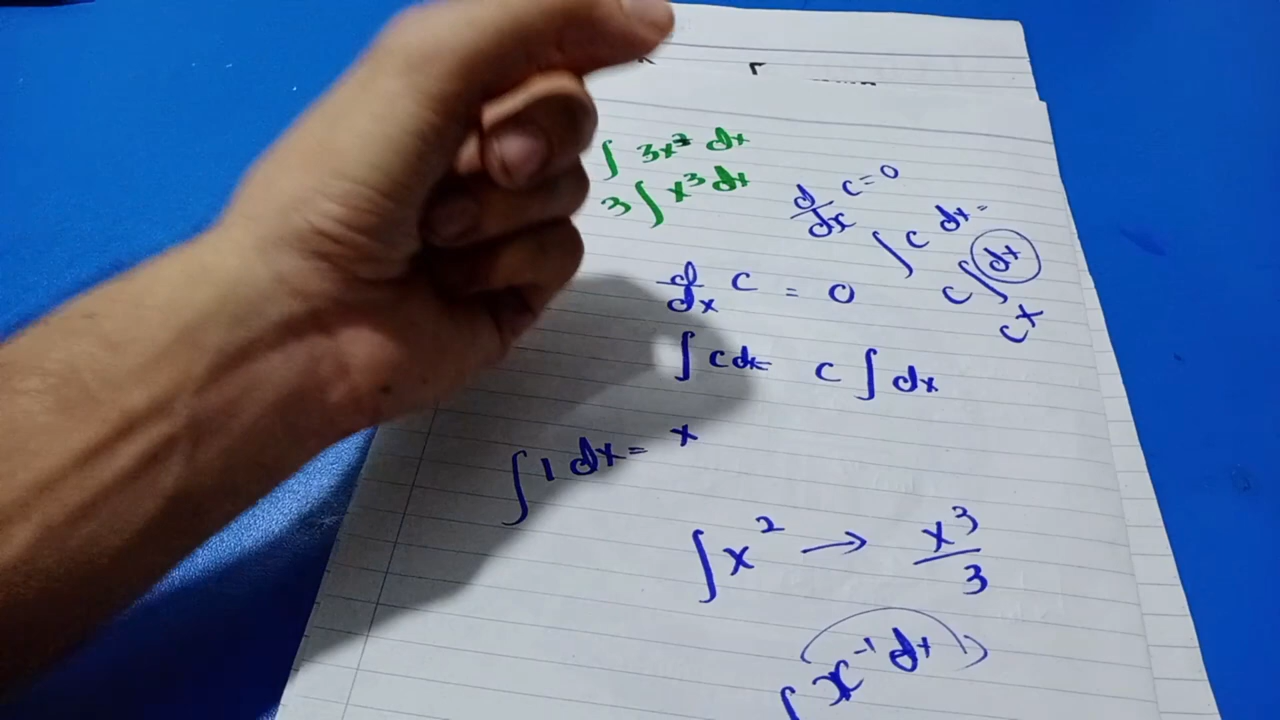 ∫ 3x³ dx
3 ∫ x³ dx
d/dx c = 0
∫ c dx =
c ∫ dx
cx
d/dx c = 0
∫ c dx = c ∫ dx
∫ 1 dx = x
∫ x² → x³/3
∫ x⁻¹ dx